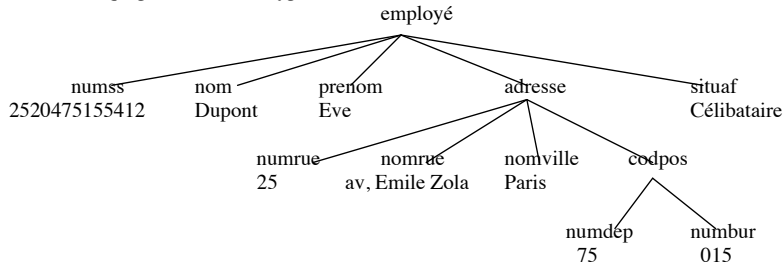 employé
numss nom prenom adresse situaf
2520475155412 Dupont Eve Célibataire
numrue nomrue nomville codpos
25 av, Emile Zola Paris
numdep numbur
75 015